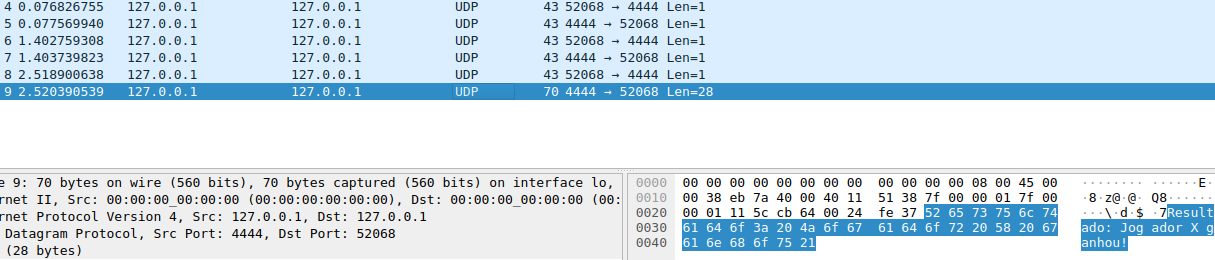 4 0.076826755 127.0.0.1 127.0.0.1 UDP 43 52068 → 4444 Len=1
5 0.077569940 127.0.0.1 127.0.0.1 UDP 43 4444 → 52068 Len=1
6 1.402759308 127.0.0.1 127.0.0.1 UDP 43 52068 → 4444 Len=1
7 1.403739823 127.0.0.1 127.0.0.1 UDP 43 4444 → 52068 Len=1
8 2.518900638 127.0.0.1 127.0.0.1 UDP 43 52068 → 4444 Len=1
9 2.520390539 127.0.0.1 127.0.0.1 UDP 70 4444 → 52068 Len=28
e 9: 70 bytes on wire (560 bits), 70 bytes captured (560 bits) on interface lo,
rnet II, Src: 00:00:00_00:00:00 (00:00:00:00:00:00), Dst: 00:00:00_00:00:00 (00:
rnet Protocol Version 4, Src: 127.0.0.1, Dst: 127.0.0.1
Datagram Protocol, Src Port: 4444, Dst Port: 52068
(28 bytes)
0000 00 00 00 00 00 00 00 00 00 00 00 00 08 00 45 00 ········ ······E·
0010 00 38 eb 7a 40 00 40 11 51 38 7f 00 00 01 7f 00 ·8·z@·@· Q8······
0020 00 01 11 5c cb 64 00 24 fe 37 52 65 73 75 6c 74 ···\·d·$ ·7Result
0030 61 64 6f 3a 20 4a 6f 67 61 64 6f 72 20 58 20 67 ado: Jog ador X g
0040 61 6e 68 6f 75 21 anhou!